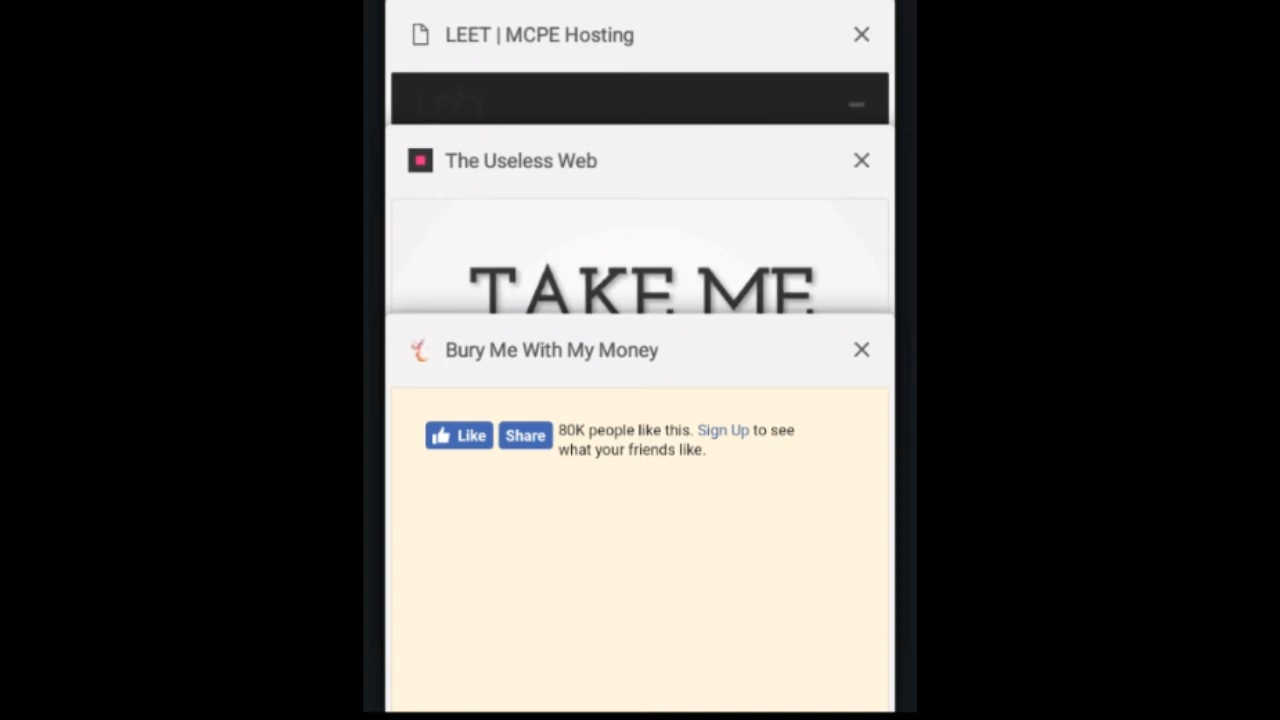 LEET | MCPE Hosting
The Useless Web
TAKE ME
Bury Me With My Money
Like Share 80K people like this. Sign Up to see
what your friends like.